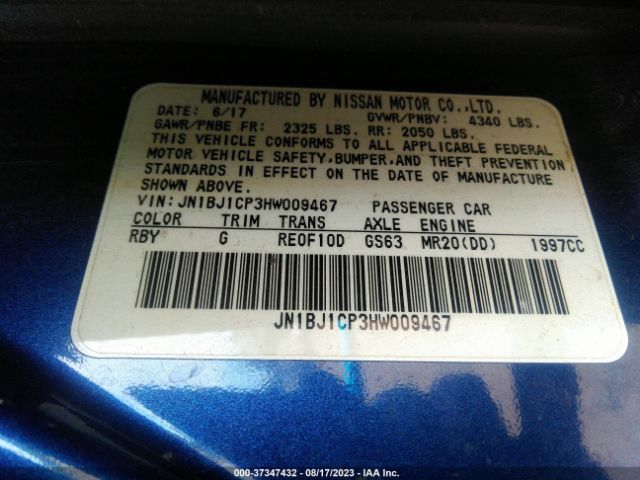 MANUFACTURED BY NISSAN MOTOR CO.,LTD.
DATE: 6/17 GVWR/PNBV: 4340 LBS.
GAWR/PNBE FR: 2325 LBS. RR: 2050 LBS.
THIS VEHICLE CONFORMS TO ALL APPLICABLE FEDERAL
MOTOR VEHICLE SAFETY,BUMPER,AND THEFT PREVENTION
STANDARDS IN EFFECT ON THE DATE OF MANUFACTURE
SHOWN ABOVE.
VIN:JN1BJ1CP3HW009467 PASSENGER CAR
COLOR TRIM TRANS AXLE ENGINE
RBY G RE0F10D GS63 MR20(DD) 1997CC
JN1BJ1CP3HW009467
000-37347432 - 08/17/2023 - IAA Inc.